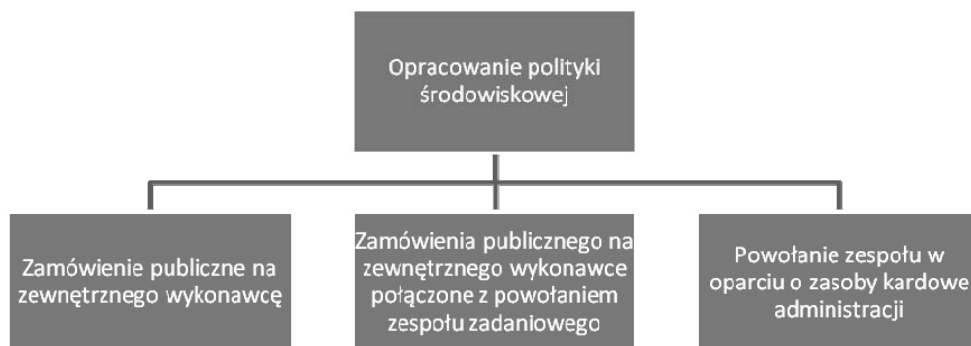 Opracowanie polityki
środowiskowej
Zamówienie publiczne na
zewnętrznego wykonawcę
Zamówienia publicznego na
zewnętrznego wykonawce
połączone z powołaniem
zespołu zadaniowego
Powołanie zespołu w
oparciu o zasoby kardowe
administracji